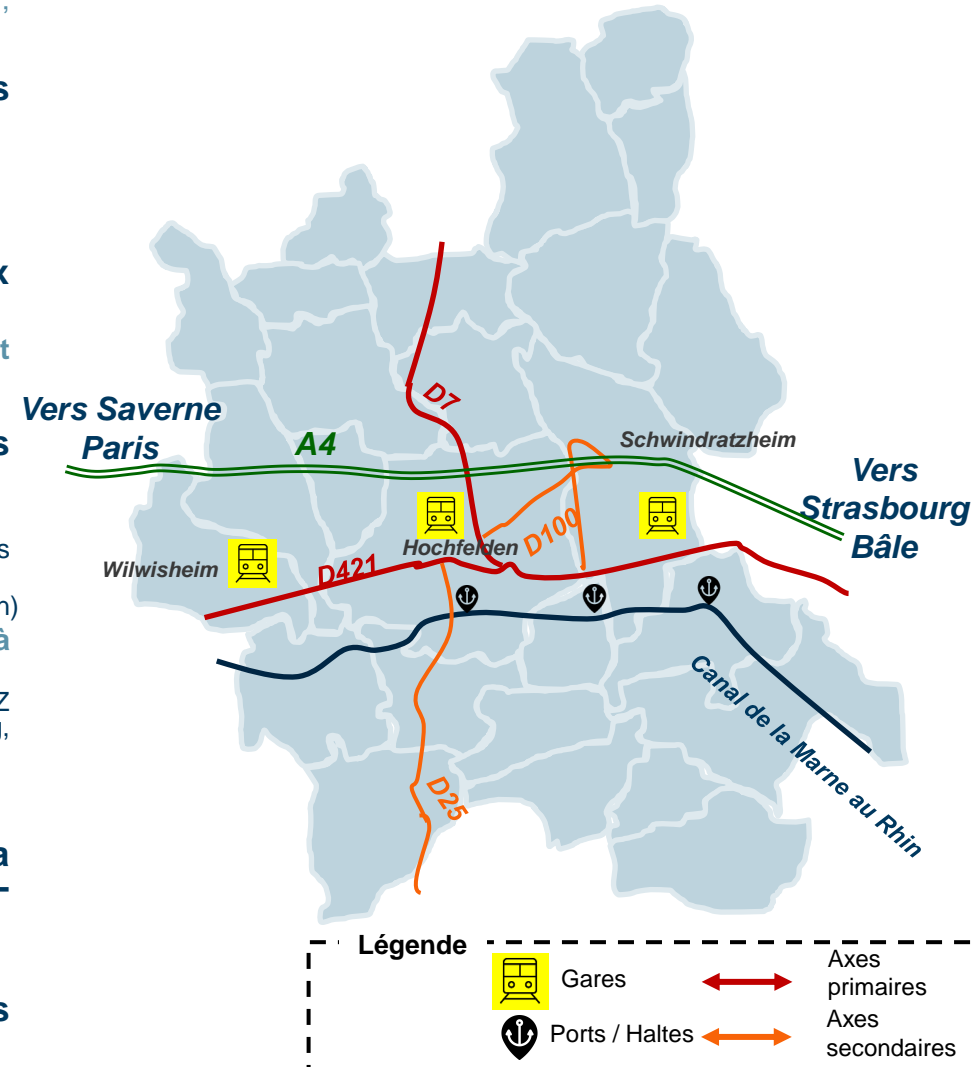 ,
s
x
t
s
s
n)
à
z
,
a
-
s
D7
Vers Saverne
Paris
A4
Schwindratzheim
Vers
Strasbourg
Bâle
D100
Hochfelden
Wilwisheim
D421
Canal de la Marne au Rhin
D25
Légende
Gares
Axes
primaires
Ports / Haltes
Axes
secondaires